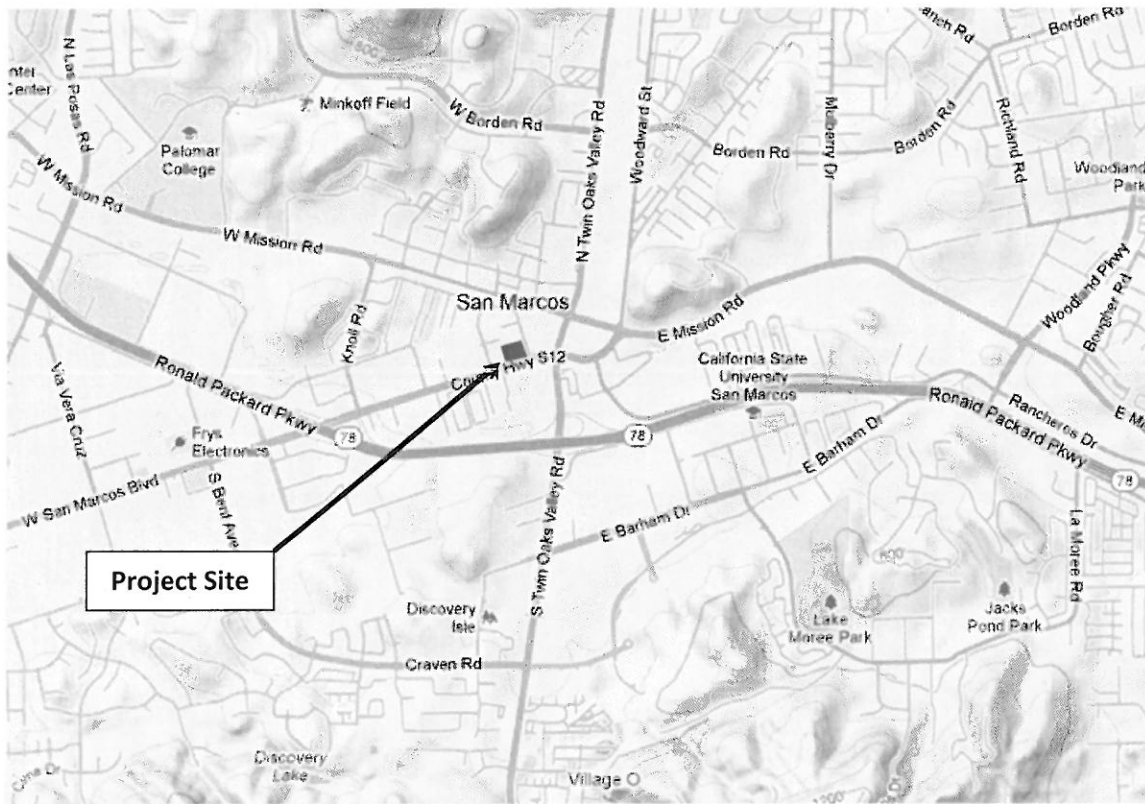 anch Rd
Borden Rd
N Las Posas Rd
nter
Center
Minkoff Field
W Borden Rd
N Twin Oaks Valley Rd
Woodward St
Mulberry Dr
Borden Rd
Borden Rd
Richland Rd
Palomar
College
Woodland
Park
W Mission Rd
W Mission Rd
San Marcos
Knoll Rd
E Mission Rd
Woodland Pkwy
Hwy S12
California State
University
San Marcos
Via Vera Cruz
Ronald Packard Pkwy
Frys
Electronics
78
78
E Barham Dr
Ronald Packard Pkwy
Rancheros Dr
78
W San Marcos Blvd
S Bent Ave
S Twin Oaks Valley Rd
E Barham Dr
La Moree Rd
800'
Project Site
Discovery
Isle
Lake
Moree Park
Jacks
Pond Park
Craven Rd
Discovery
Lake
Village